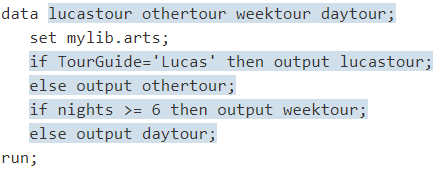 data lucastour othertour weektour daytour;
set mylib.arts;
if TourGuide='Lucas' then output lucastour;
else output othertour;
if nights >= 6 then output weektour;
else output daytour;
run;